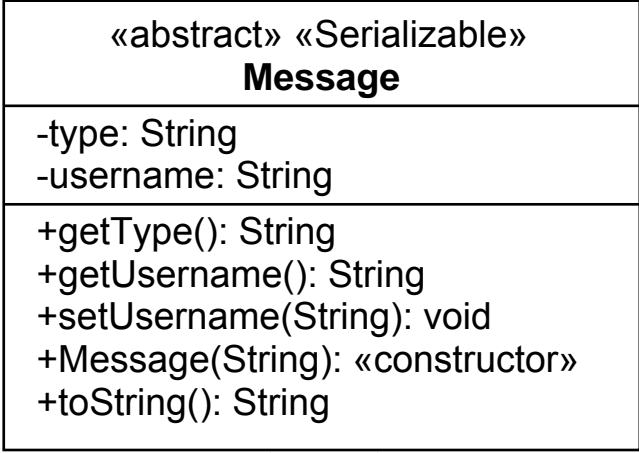 «abstract» «Serializable»
Message
-type: String
-username: String
+getType(): String
+getUsername(): String
+setUsername(String): void
+Message(String): «constructor»
+toString(): String